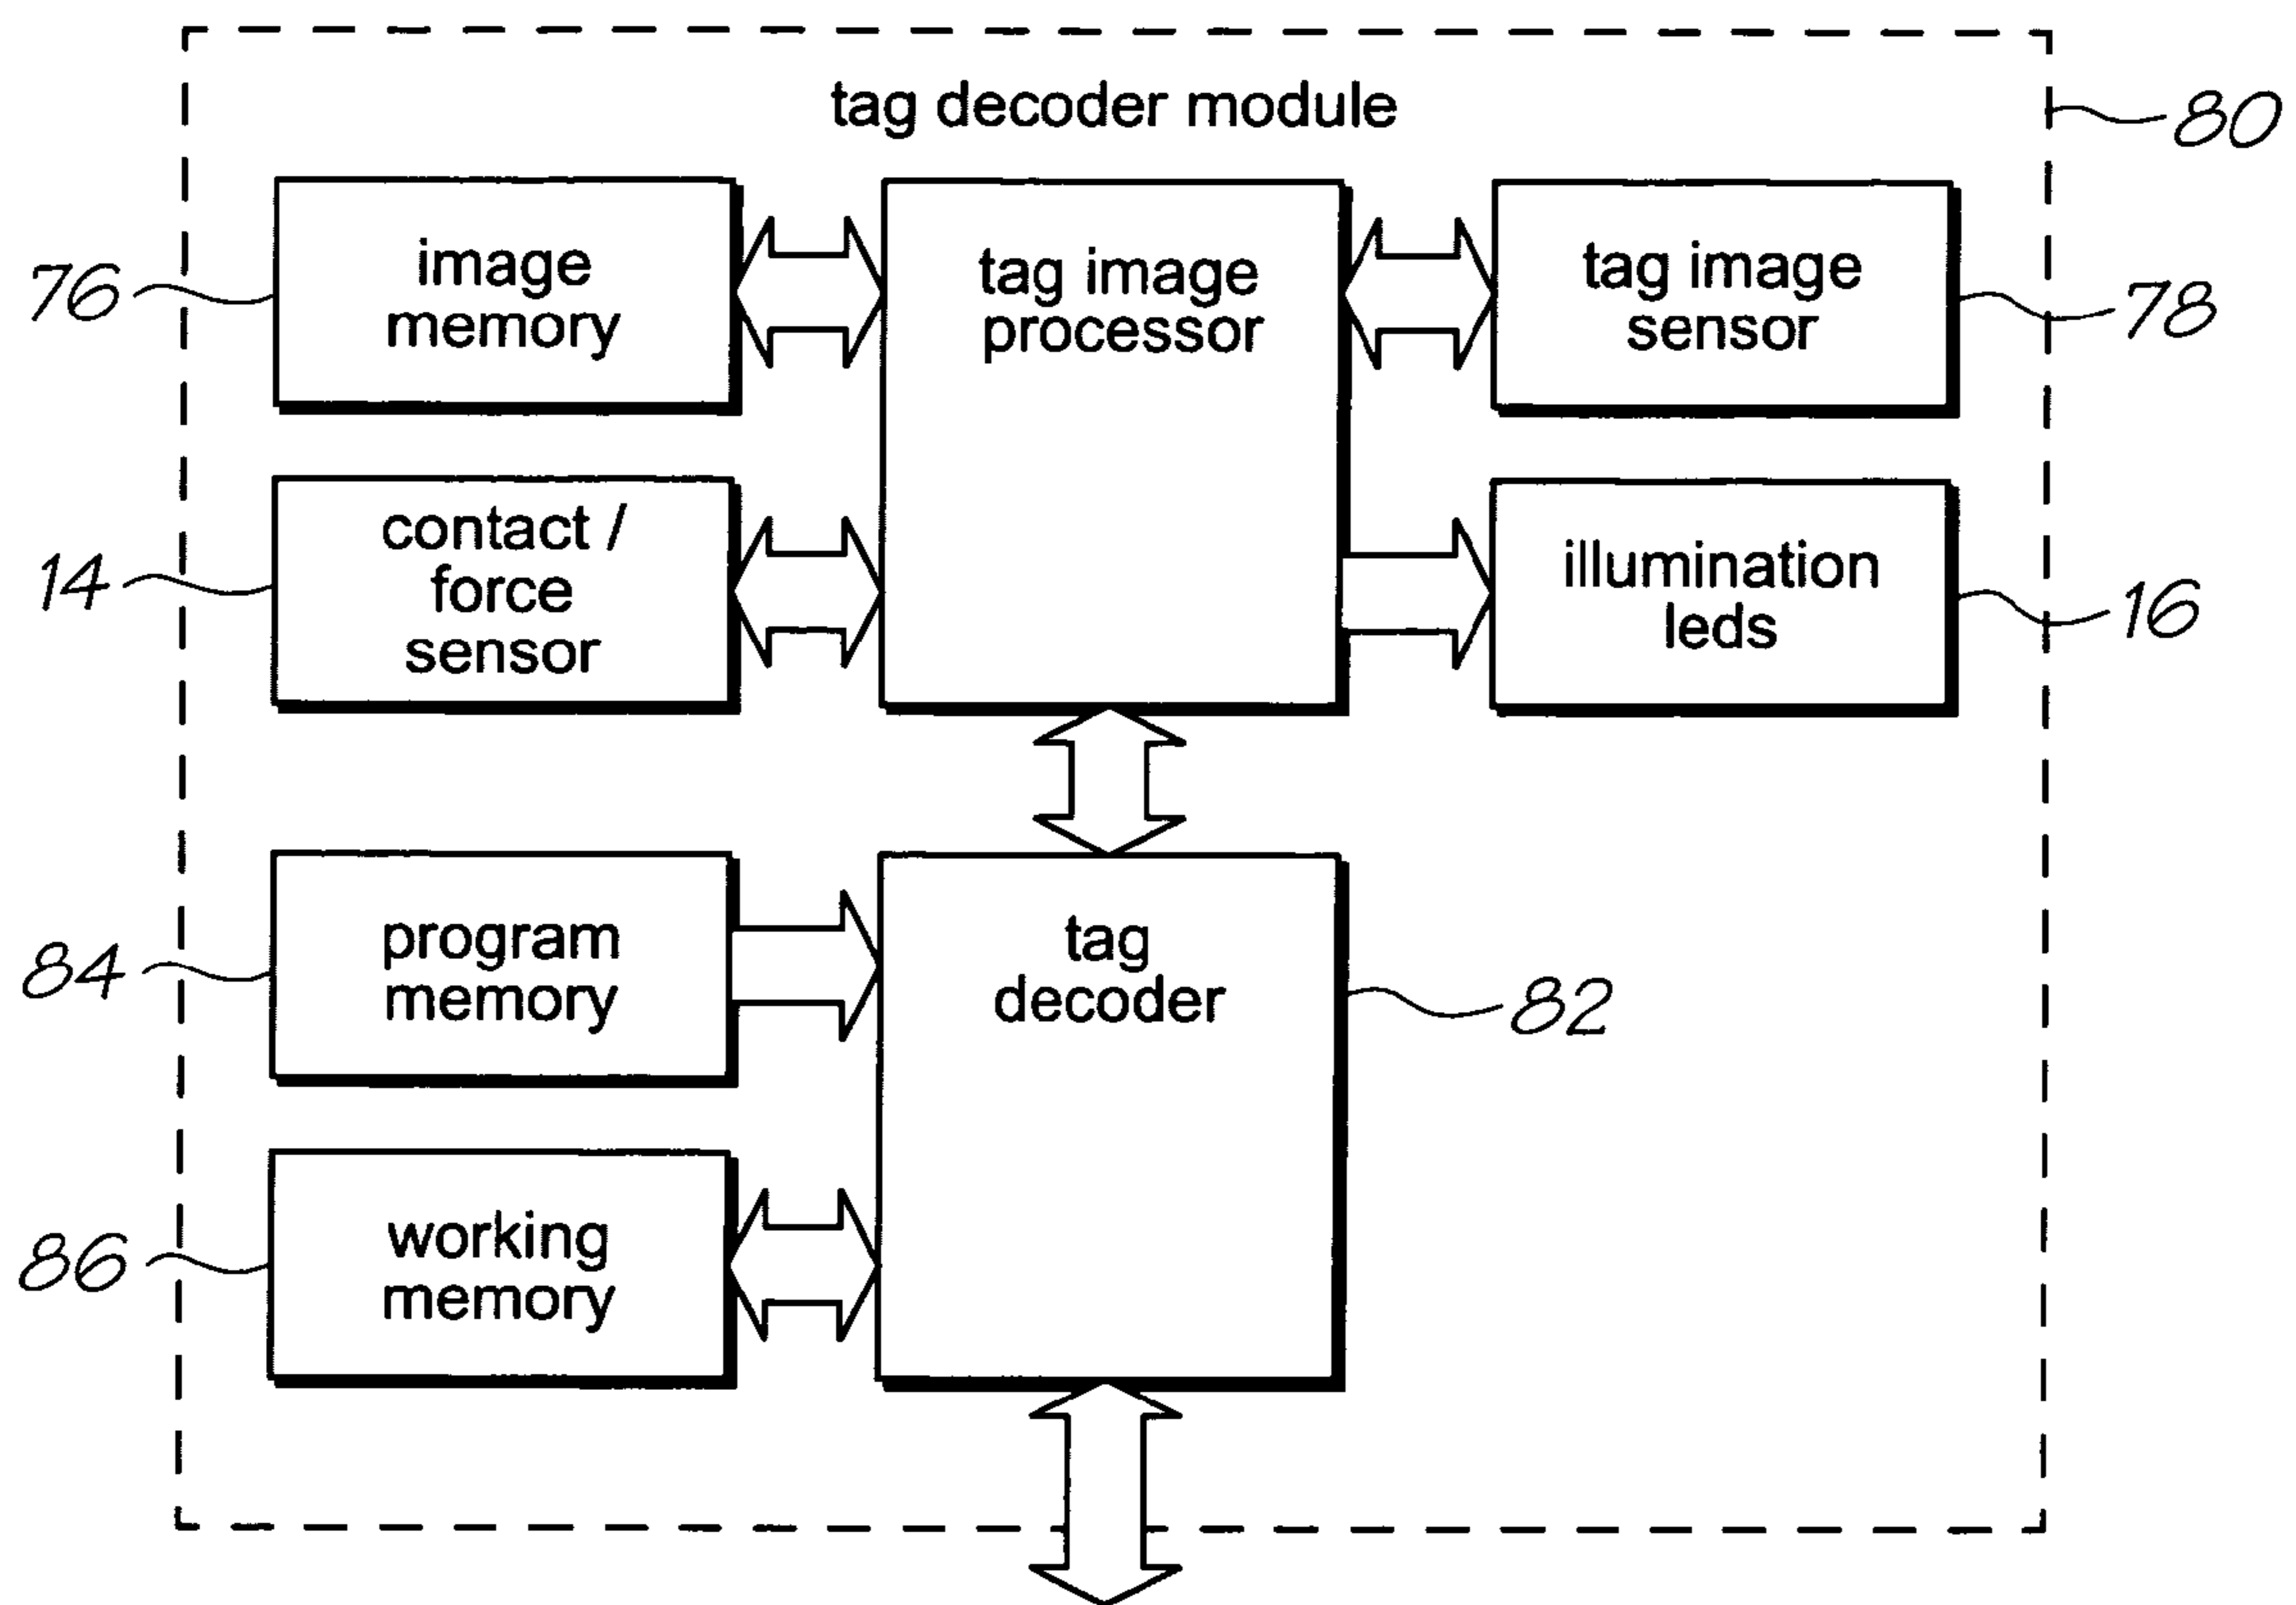 tag decoder module
80
image
memory
76
tag image
processor
tag image
sensor
78
contact /
force
sensor
14
illumination
leds
16
program
memory
84
tag
decoder
82
working
memory
86